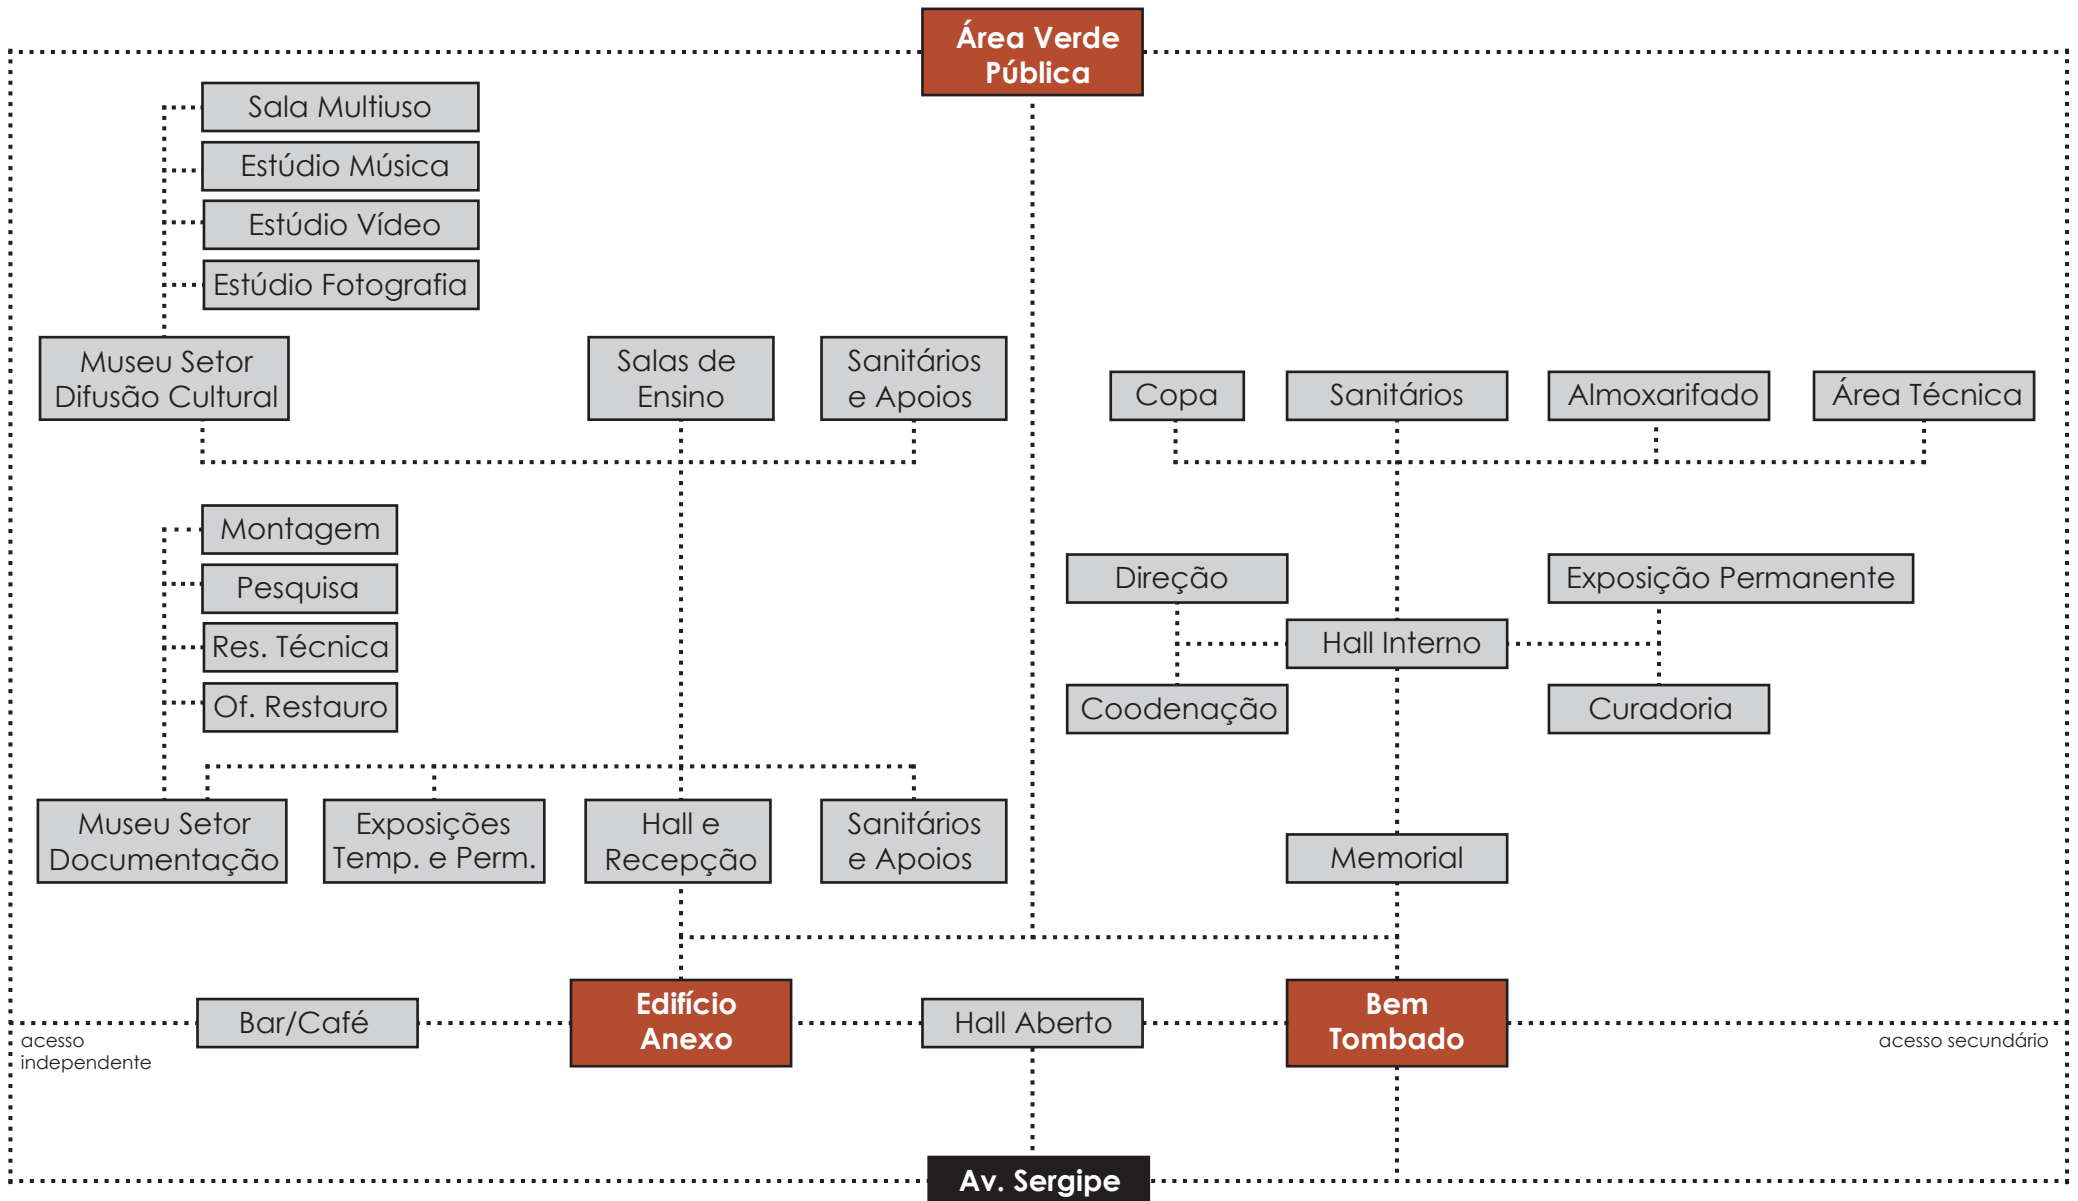 Área Verde
Pública
Sala Multiuso
Estúdio Música
Estúdio Vídeo
Estúdio Fotografia
Museu Setor
Difusão Cultural
Salas de
Ensino
Sanitários
e Apoios
Copa
Sanitários
Almoxarifado
Área Técnica
Montagem
Pesquisa
Res. Técnica
Of. Restauro
Direção
Exposição Permanente
Hall Interno
Coodenação
Curadoria
Museu Setor
Documentação
Exposições
Temp. e Perm.
Hall e
Recepção
Sanitários
e Apoios
Memorial
Bar/Café
Edifício
Anexo
Hall Aberto
Bem
Tombado
acesso
independente
acesso secundário
Av. Sergipe